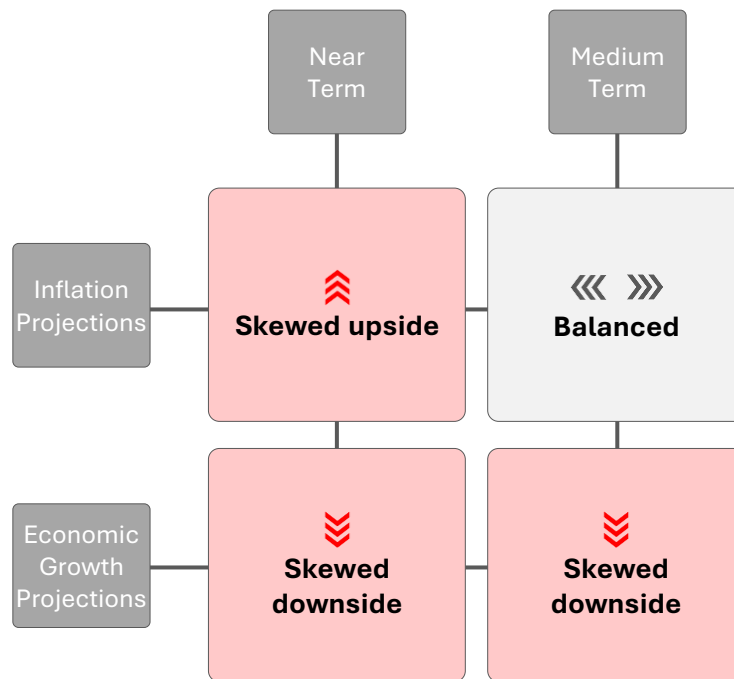 Near
Term
Medium
Term
Inflation
Projections
Skewed upside
Balanced
Economic
Growth
Projections
Skewed
downside
Skewed
downside